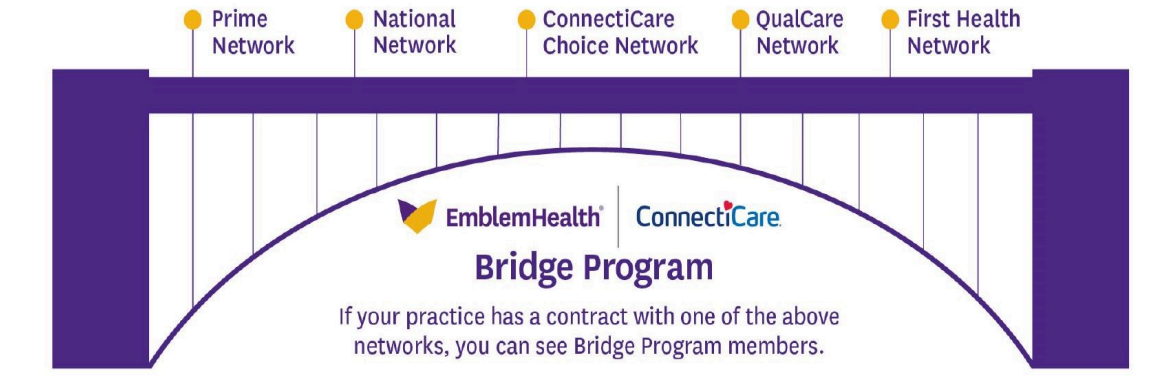 Prime
Network
National
Network
ConnectiCare
Choice Network
QualCare
Network
First Health
Network
EmblemHealth®
ConnectiCare.
Bridge Program
If your practice has a contract with one of the above
networks, you can see Bridge Program members.